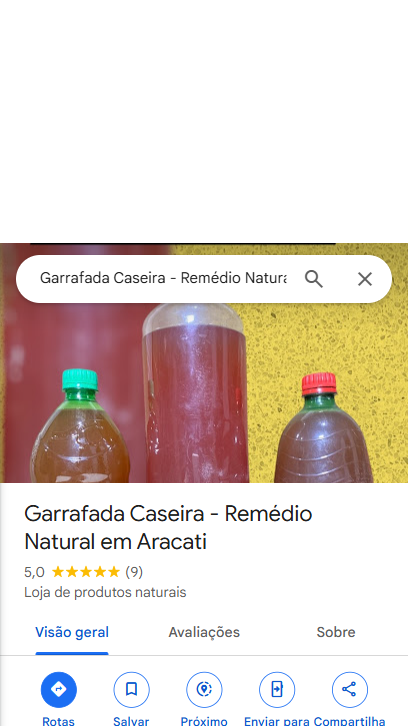 Garrafada Caseira - Remédio Natura
Garrafada Caseira - Remédio
Natural em Aracati
5,0 (9)
Loja de produtos naturais
Visão geral Avaliações Sobre
Rotas Salvar Próximo Enviar para Compartilha